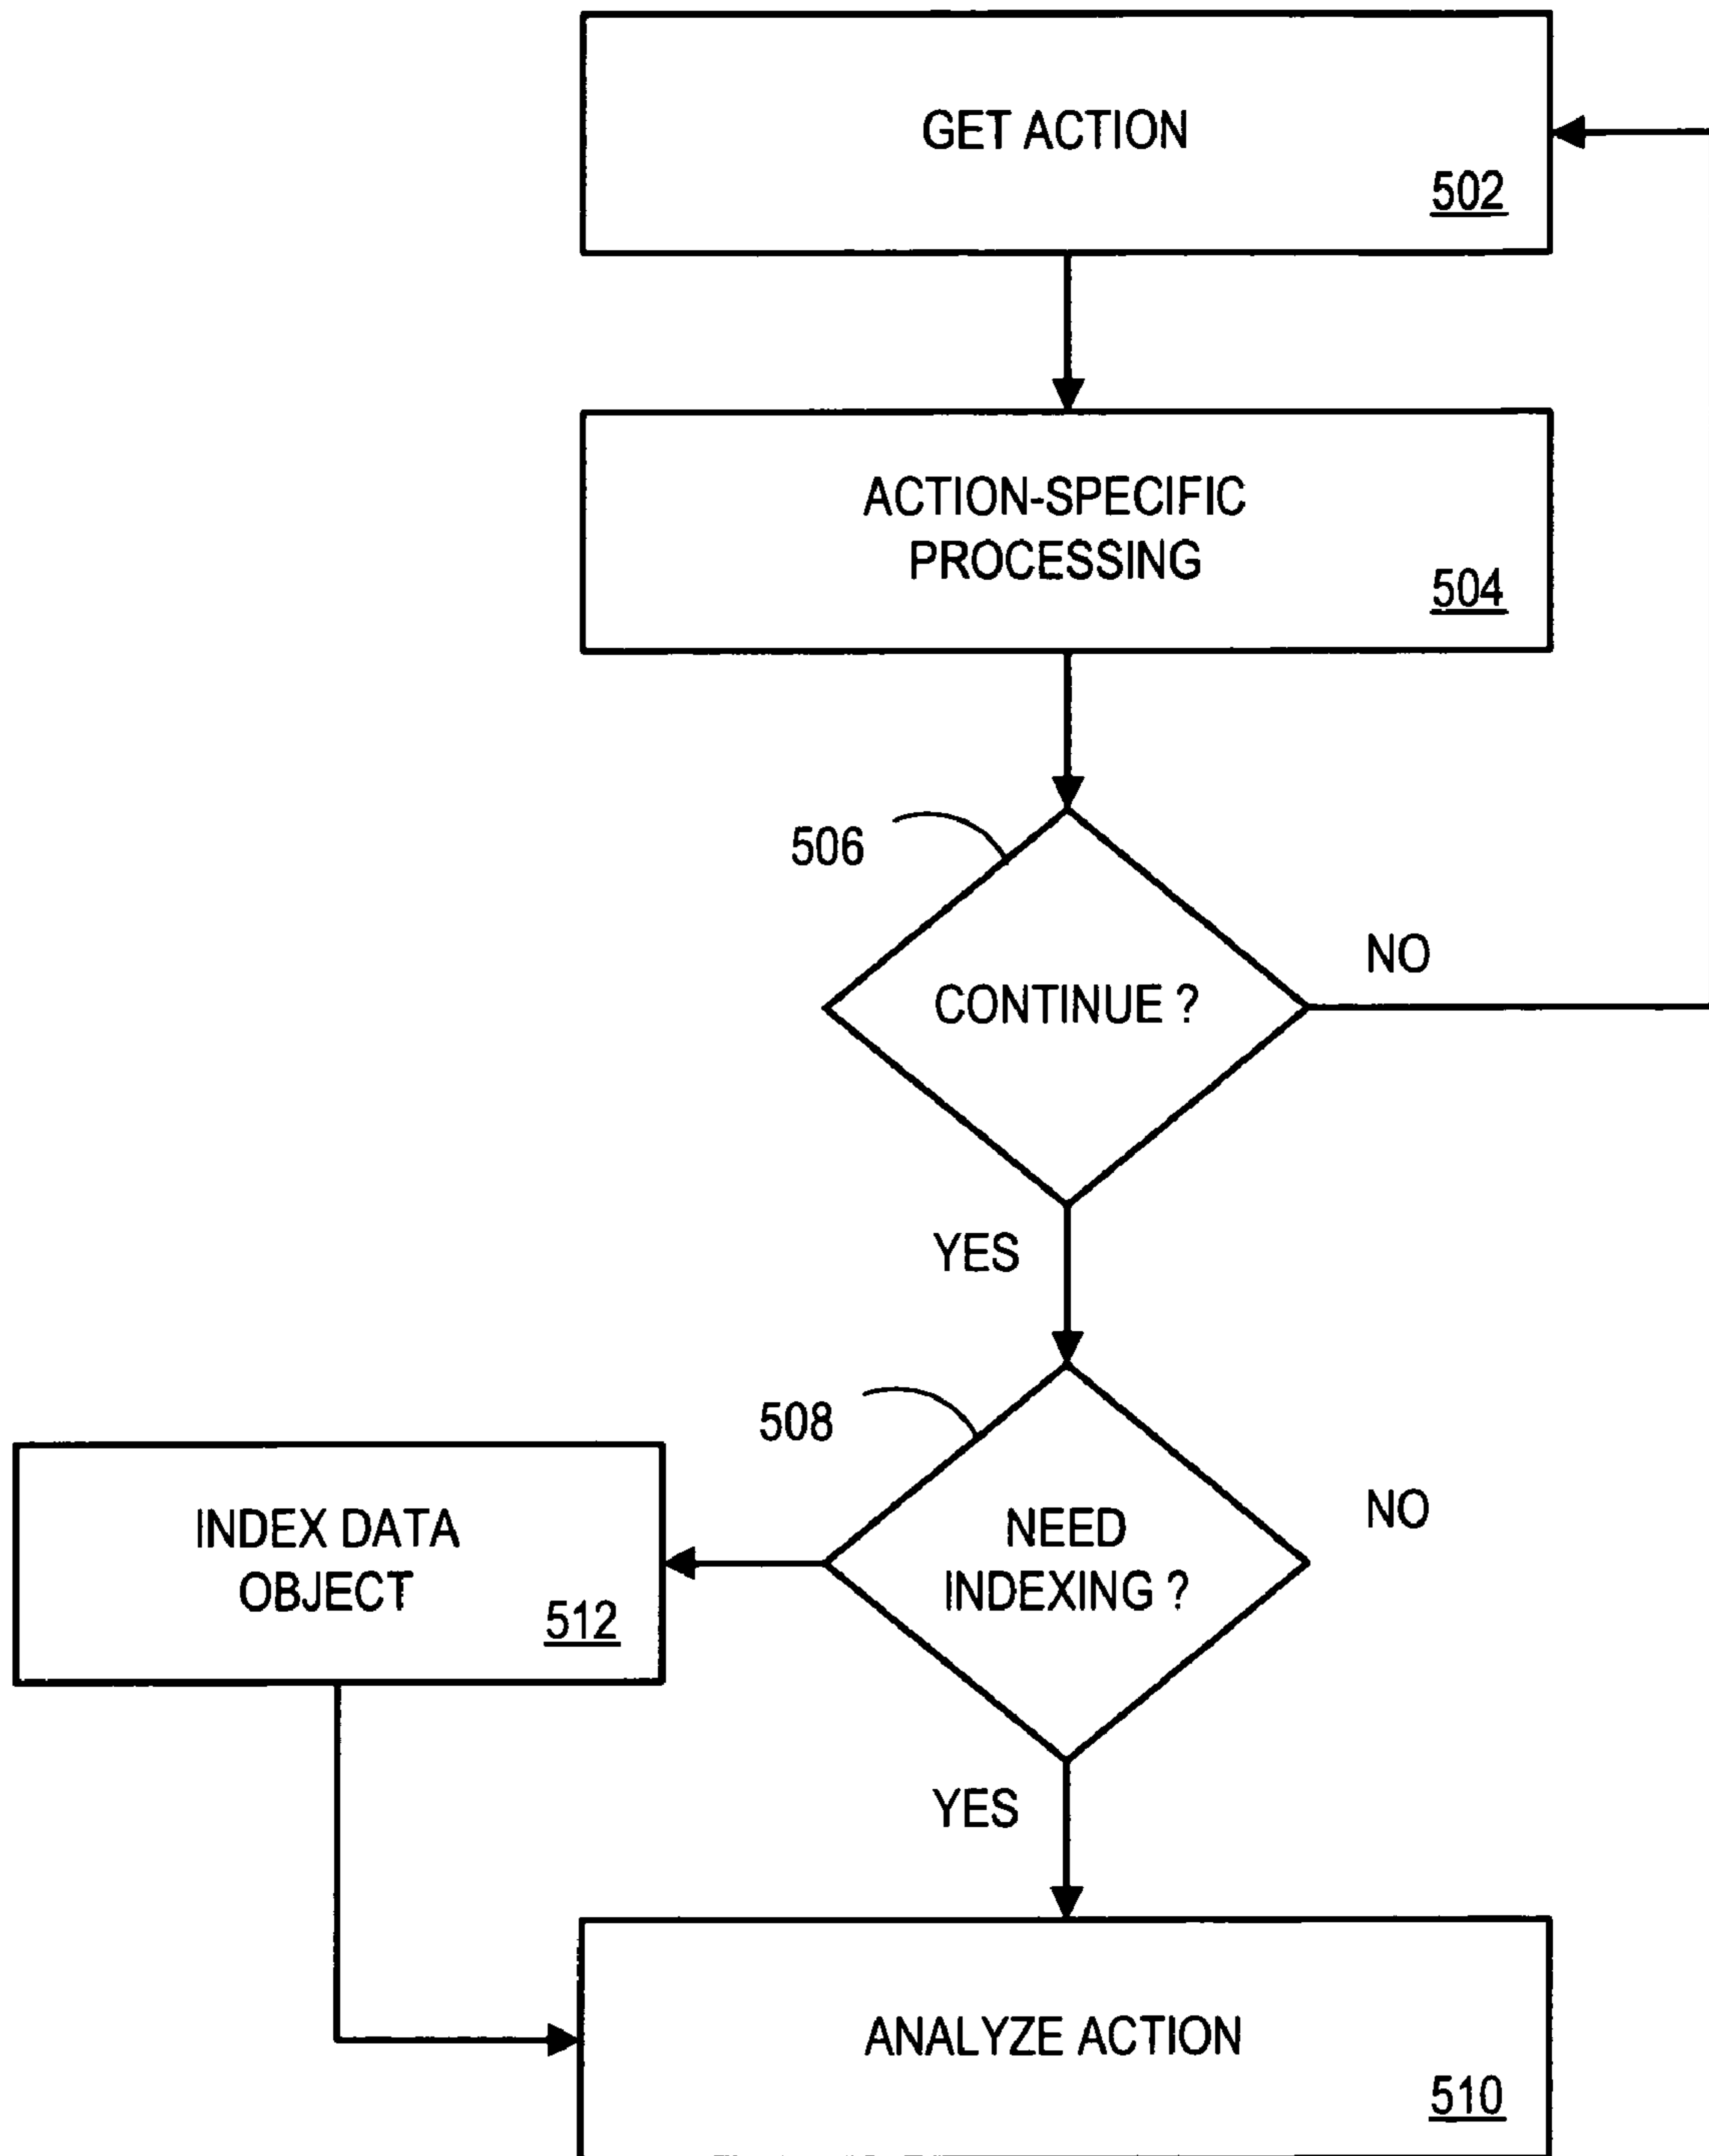 GET ACTION
502
ACTION-SPECIFIC
PROCESSING
504
506
CONTINUE ?
NO
YES
508
NEED
INDEXING ?
NO
INDEX DATA
OBJECT
512
YES
ANALYZE ACTION
510